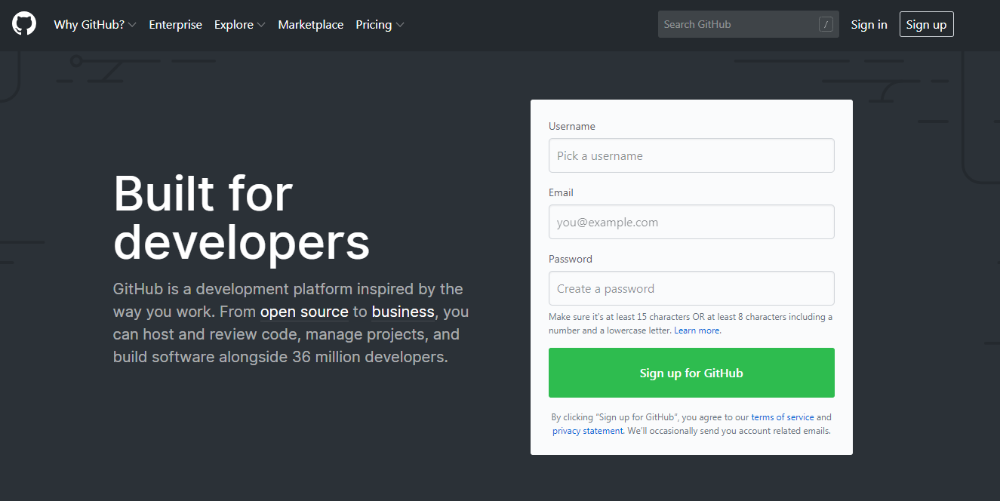 Why GitHub? Enterprise Explore Marketplace Pricing Search GitHub / Sign in Sign up
Built for
developers
GitHub is a development platform inspired by the
way you work. From open source to business, you
can host and review code, manage projects, and
build software alongside 36 million developers.
Username
Pick a username
Email
you@example.com
Password
Create a password
Make sure it's at least 15 characters OR at least 8 characters including a
number and a lowercase letter. Learn more.
Sign up for GitHub
By clicking “Sign up for GitHub”, you agree to our terms of service and
privacy statement. We’ll occasionally send you account related emails.